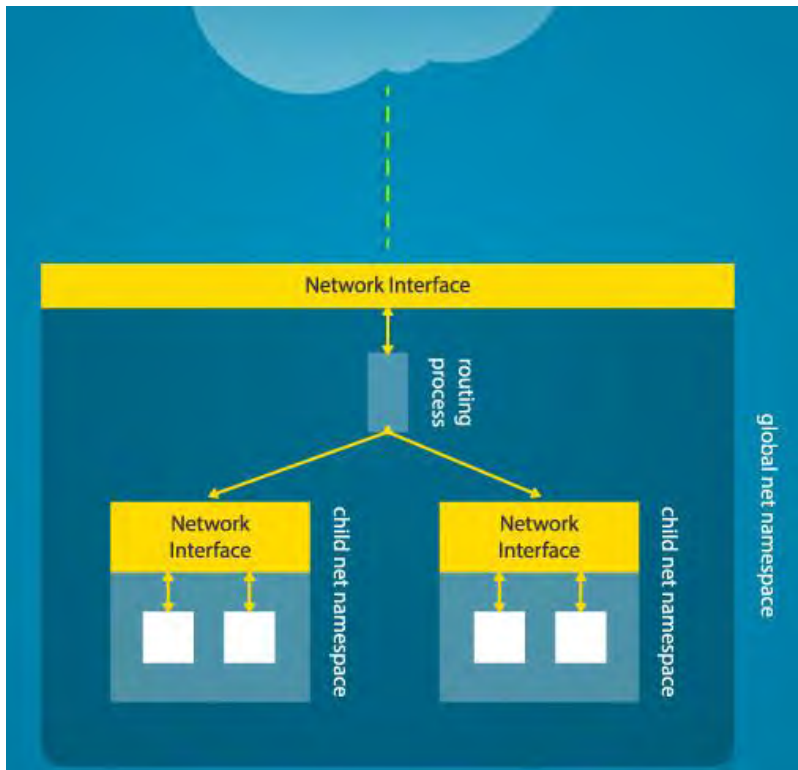 Network Interface
routing
process
global net namespace
Network
Interface
child net namespace
Network
Interface
child net namespace